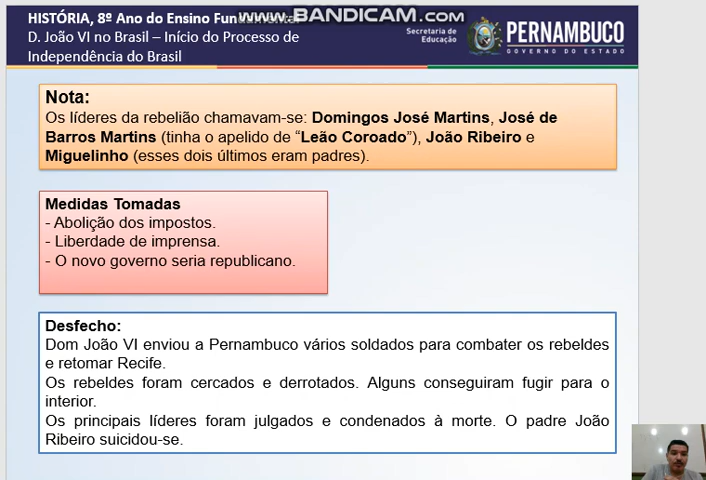 HISTÓRIA, 8º Ano do Ensino Fundamental
www.BANDICAM.com
D. João VI no Brasil – Início do Processo de
Independência do Brasil
Secretaria de
Educação
PERNAMBUCO
GOVERNO DO ESTADO
Nota:
Os líderes da rebelião chamavam-se: Domingos José Martins, José de
Barros Martins (tinha o apelido de “Leão Coroado”), João Ribeiro e
Miguelinho (esses dois últimos eram padres).
Medidas Tomadas
- Abolição dos impostos.
- Liberdade de imprensa.
- O novo governo seria republicano.
Desfecho:
Dom João VI enviou a Pernambuco vários soldados para combater os rebeldes
e retomar Recife.
Os rebeldes foram cercados e derrotados. Alguns conseguiram fugir para o
interior.
Os principais líderes foram julgados e condenados à morte. O padre João
Ribeiro suicidou-se.